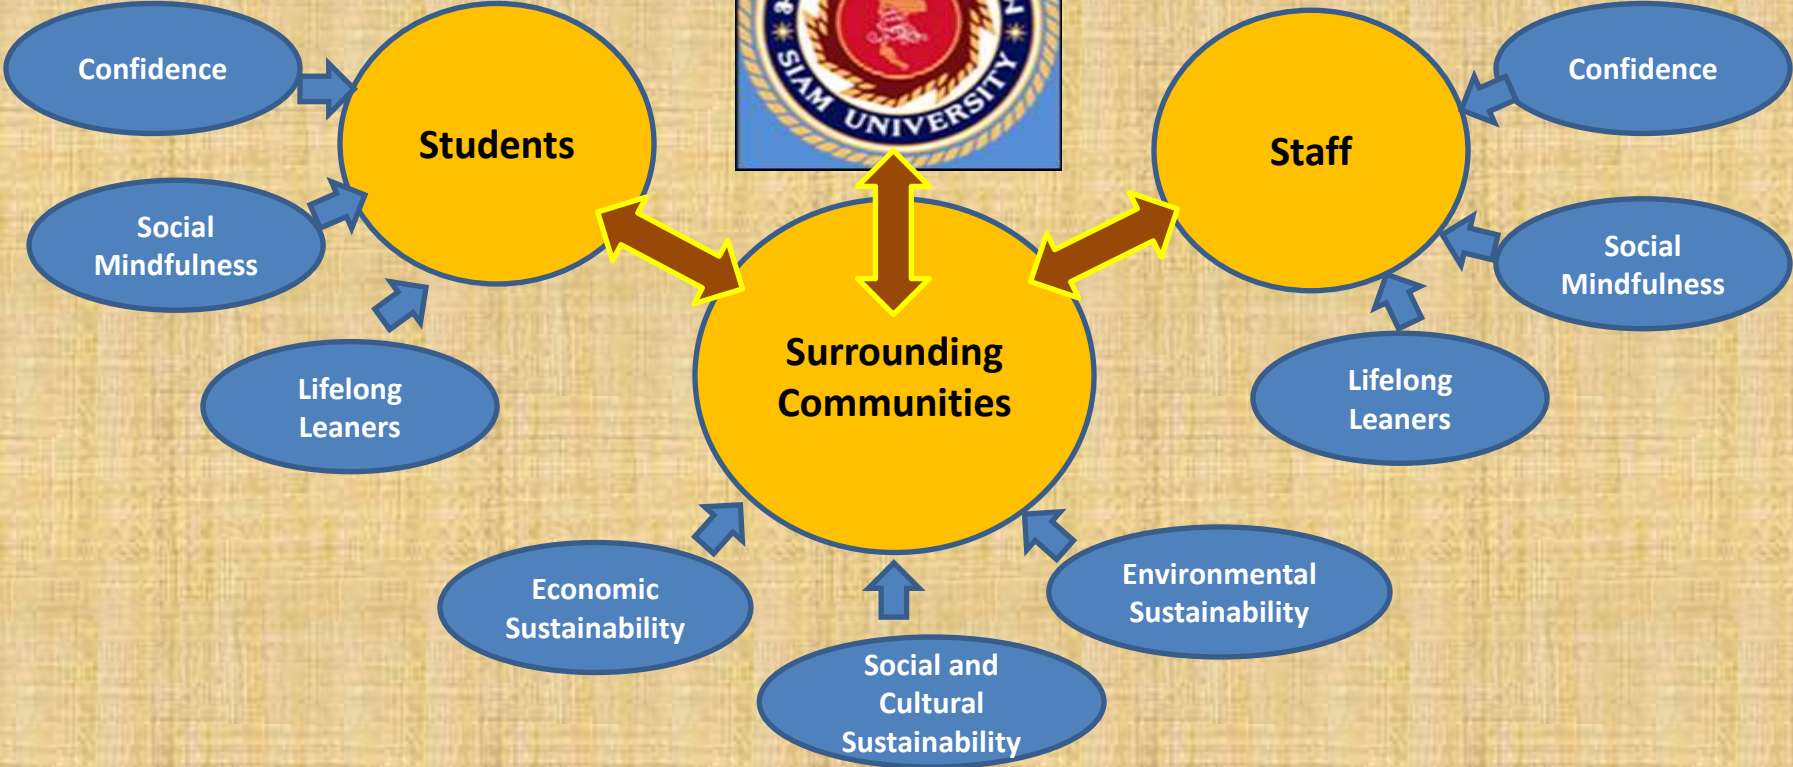 SIAM UNIVERSITY
Confidence
Students
Staff
Confidence
Social
Mindfulness
Social
Mindfulness
Lifelong
Leaners
Surrounding
Communities
Lifelong
Leaners
Economic
Sustainability
Environmental
Sustainability
Social and
Cultural
Sustainability